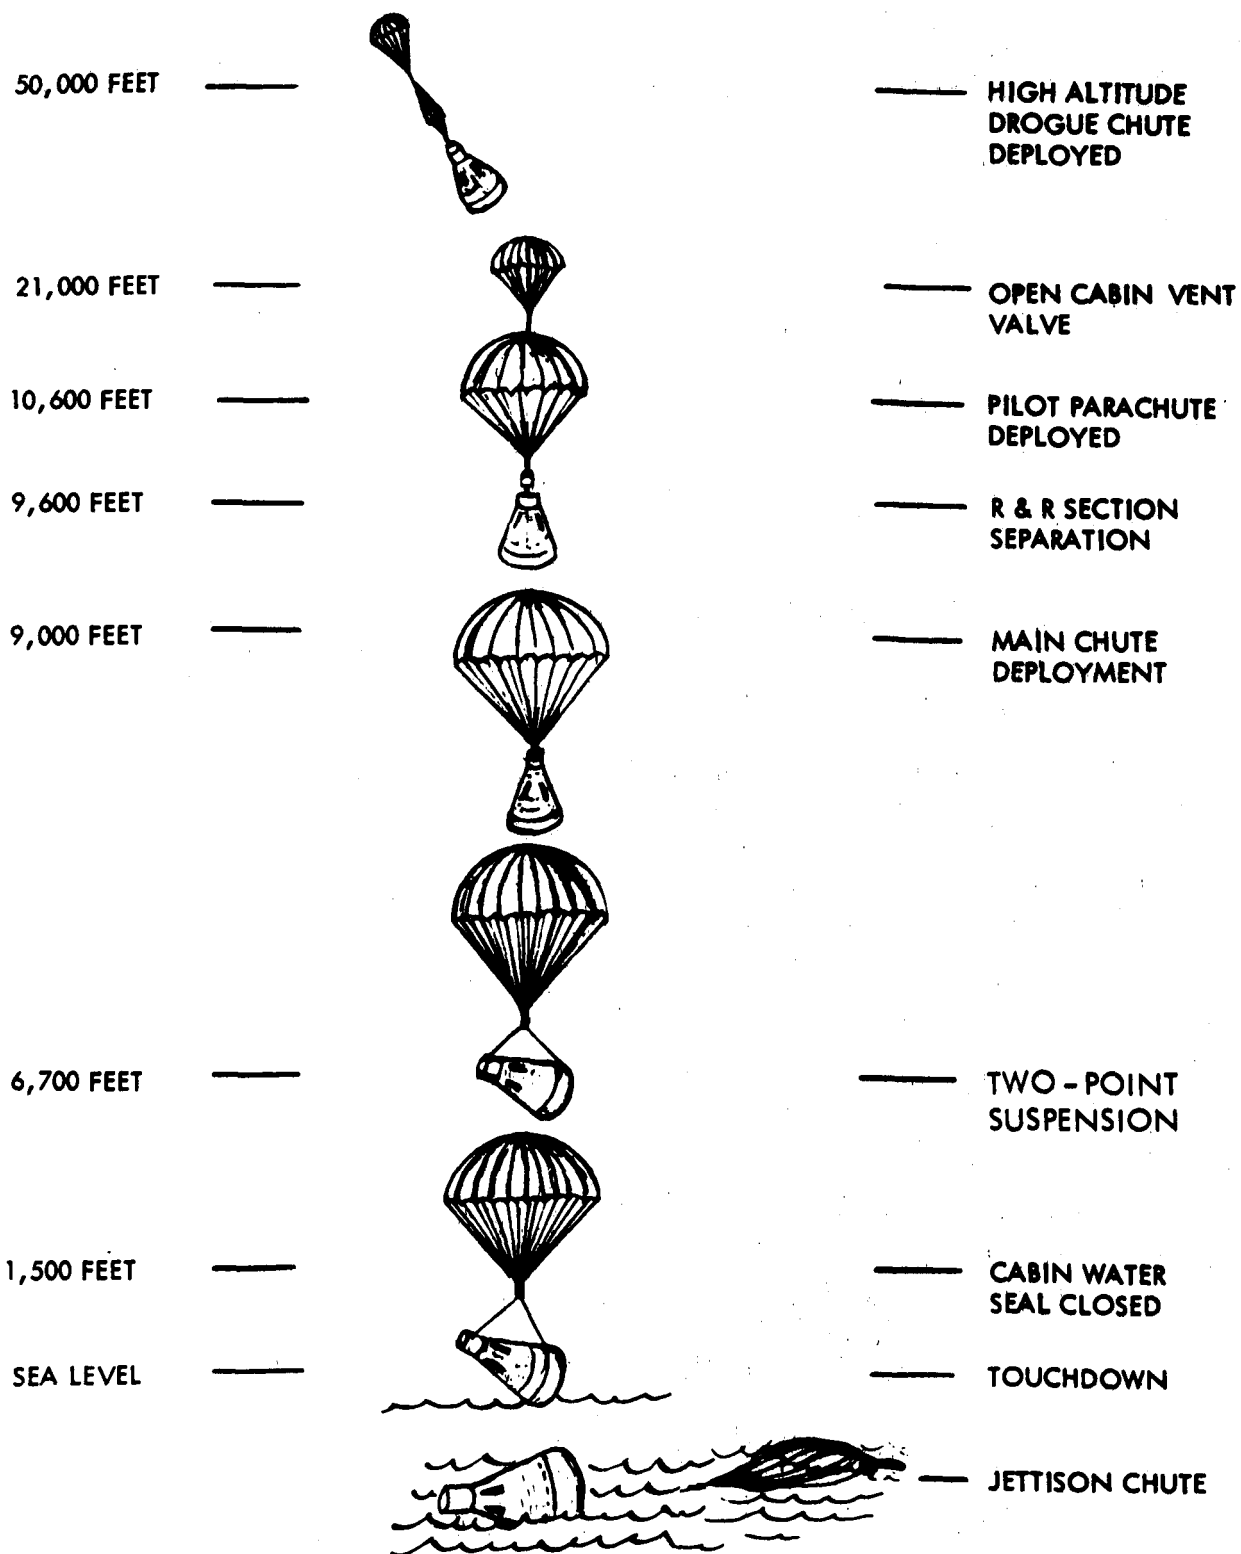 50,000 FEET
HIGH ALTITUDE
DROGUE CHUTE
DEPLOYED
21,000 FEET
OPEN CABIN VENT
VALVE
10,600 FEET
PILOT PARACHUTE
DEPLOYED
9,600 FEET
R & R SECTION
SEPARATION
9,000 FEET
MAIN CHUTE
DEPLOYMENT
6,700 FEET
TWO-POINT
SUSPENSION
1,500 FEET
CABIN WATER
SEAL CLOSED
SEA LEVEL
TOUCHDOWN
JETTISON CHUTE